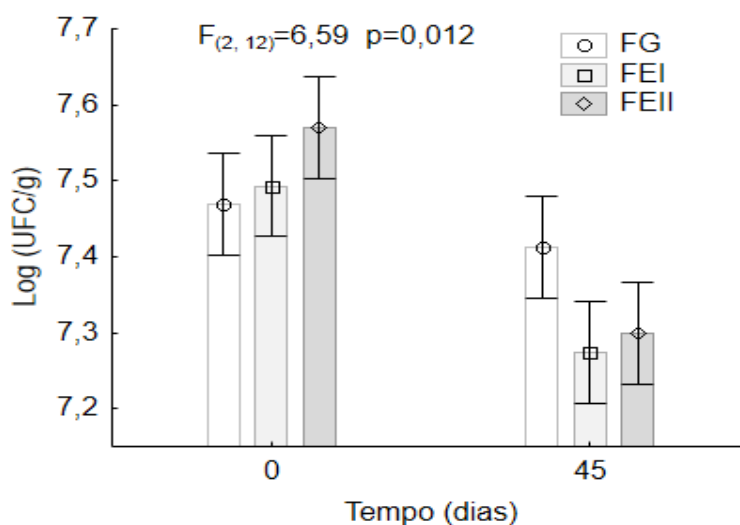 7,7
F(2, 12)=6,59 p=0,012
FG
FEI
FEII
7,6
7,5
7,4
7,3
7,2
Log (UFC/g)
0
45
Tempo (dias)